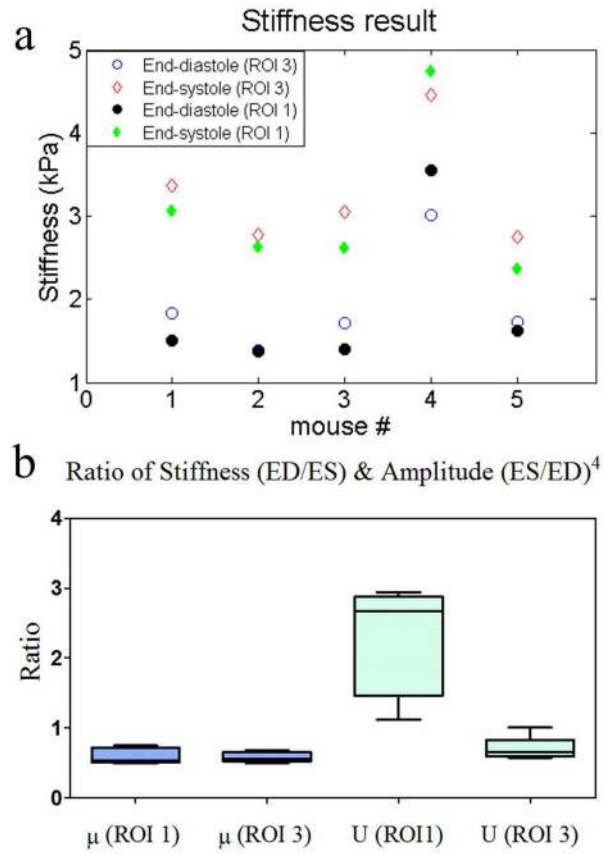 a
Stiffness result
5
4
3
2
1
Stiffness (kPa)
End-diastole (ROI 3)
End-systole (ROI 3)
End-diastole (ROI 1)
End-systole (ROI 1)
0 1 2 3 4 5
mouse #
b
Ratio of Stiffness (ED/ES) & Amplitude (ES/ED)⁴
4
3
2
1
0
Ratio
μ (ROI 1) μ (ROI 3) U (ROI1) U (ROI 3)